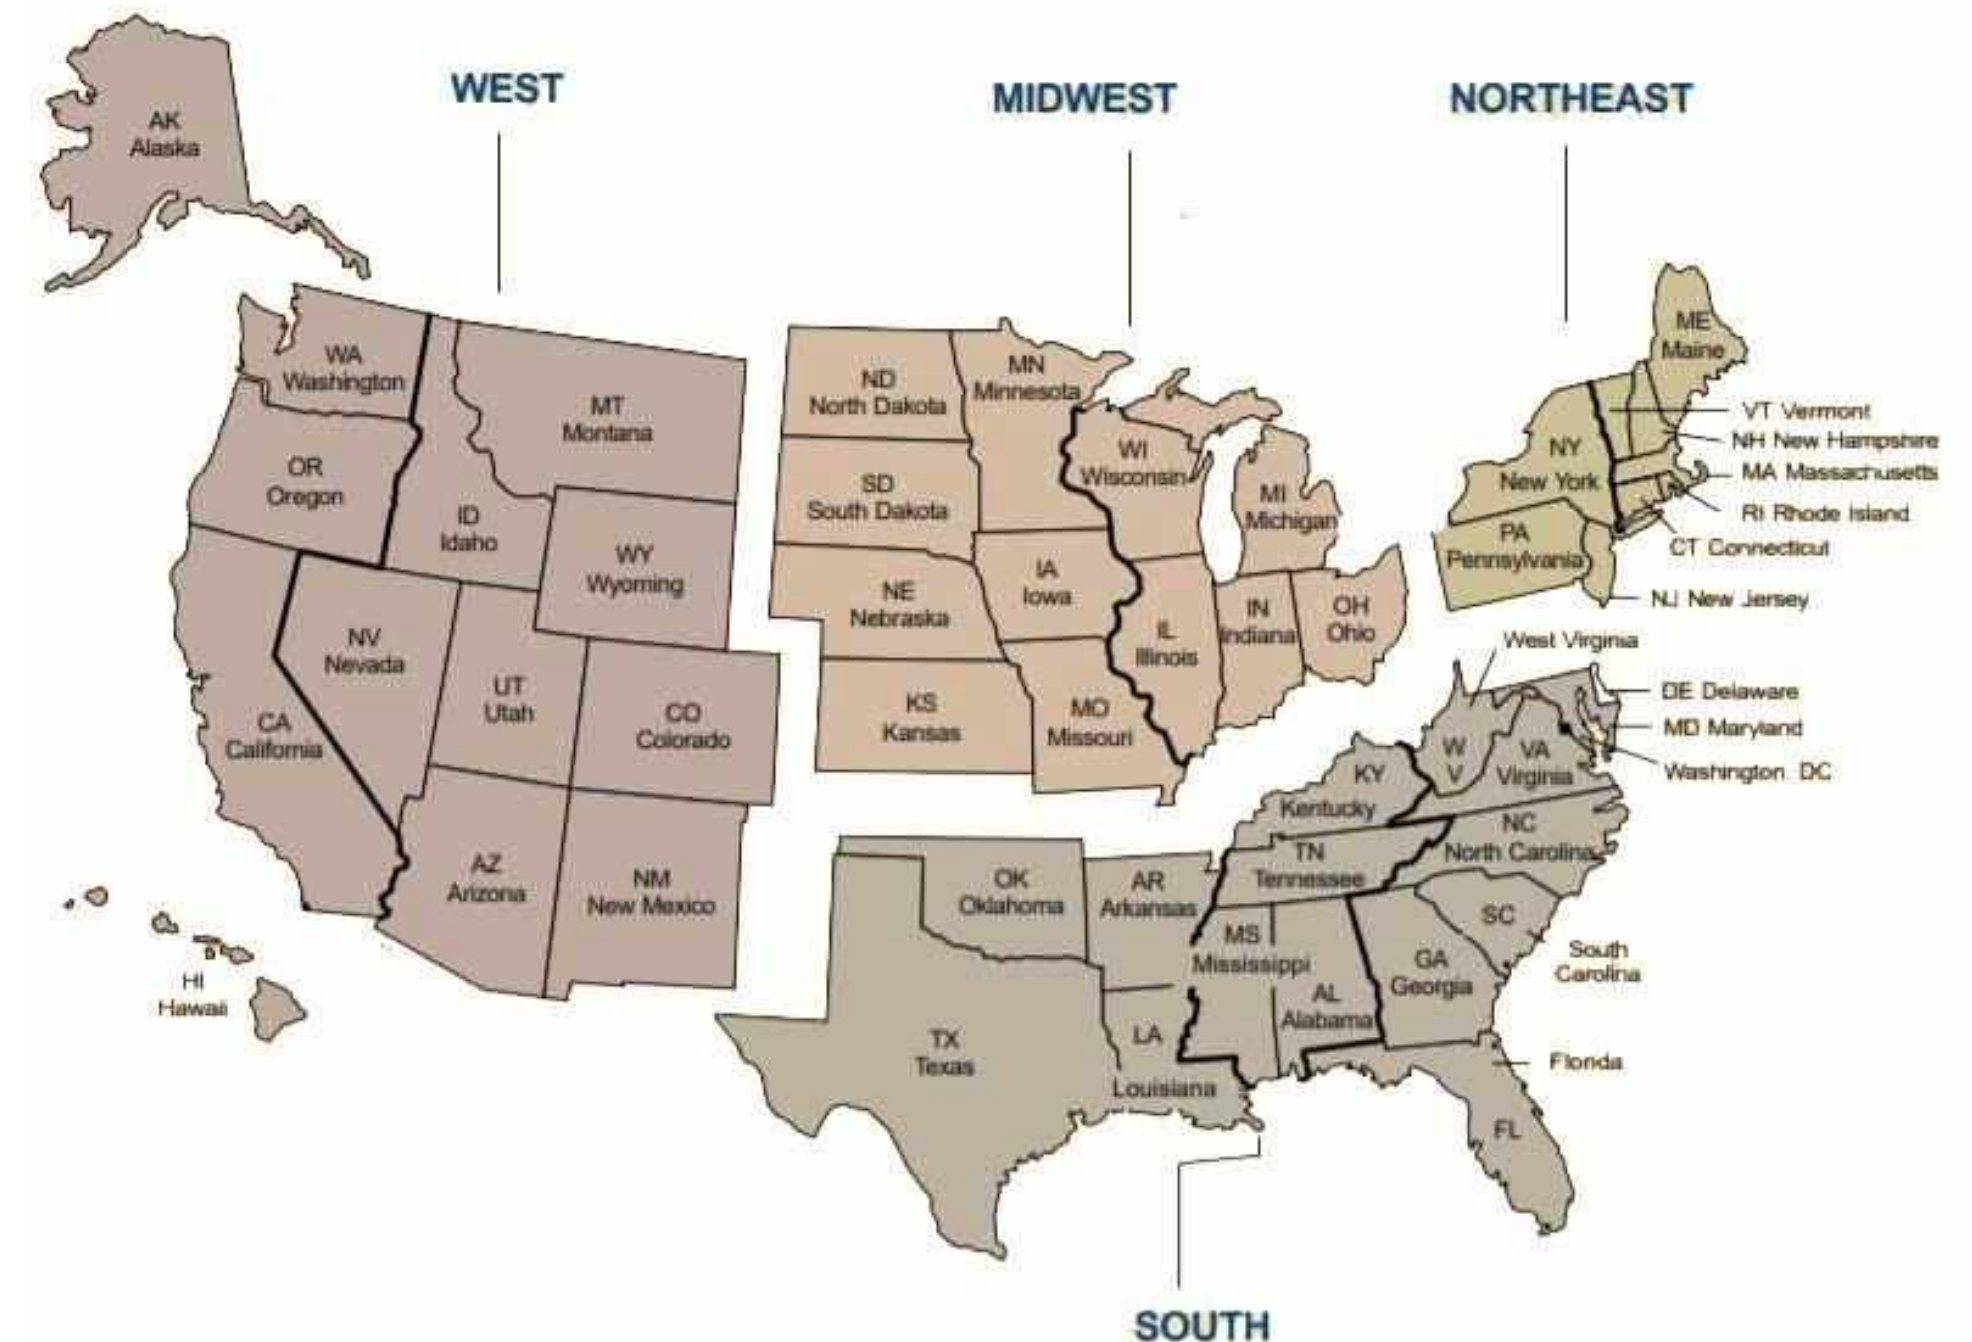 WEST
MIDWEST
NORTHEAST
AK
Alaska
WA
Washington
MT
Montana
OR
Oregon
ID
Idaho
WY
Wyoming
NV
Nevada
UT
Utah
CO
Colorado
CA
California
AZ
Arizona
NM
New Mexico
HI
Hawaii
ND
North Dakota
MN
Minnesota
SD
South Dakota
WI
Wisconsin
MI
Michigan
NE
Nebraska
IA
Iowa
IL
Illinois
IN
Indiana
OH
Ohio
KS
Kansas
MO
Missouri
ME
Maine
VT Vermont
NH New Hampshire
NY
New York
MA Massachusetts
RI Rhode Island
PA
Pennsylvania
CT Connecticut
NJ New Jersey
West Virginia
DE Delaware
MD Maryland
Washington DC
W
V
VA
Virginia
KY
Kentucky
NC
North Carolina
TN
Tennessee
OK
Oklahoma
AR
Arkansas
SC
South
Carolina
MS
Mississippi
GA
Georgia
AL
Alabama
TX
Texas
LA
Louisiana
Florida
FL
SOUTH